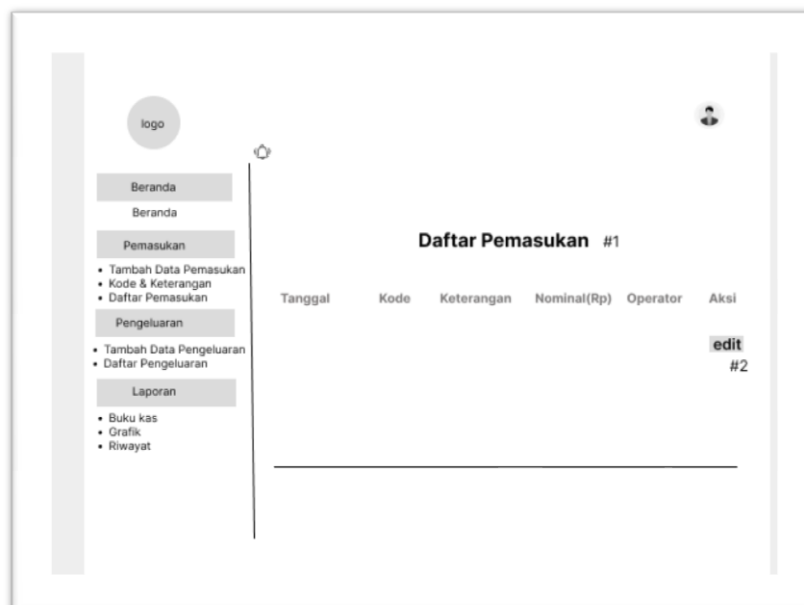 logo
Beranda
Beranda
Pemasukan
• Tambah Data Pemasukan
• Kode & Keterangan
• Daftar Pemasukan
Pengeluaran
• Tambah Data Pengeluaran
• Daftar Pengeluaran
Laporan
• Buku kas
• Grafik
• Riwayat
Daftar Pemasukan #1
Tanggal Kode Keterangan Nominal(Rp) Operator Aksi
edit
#2